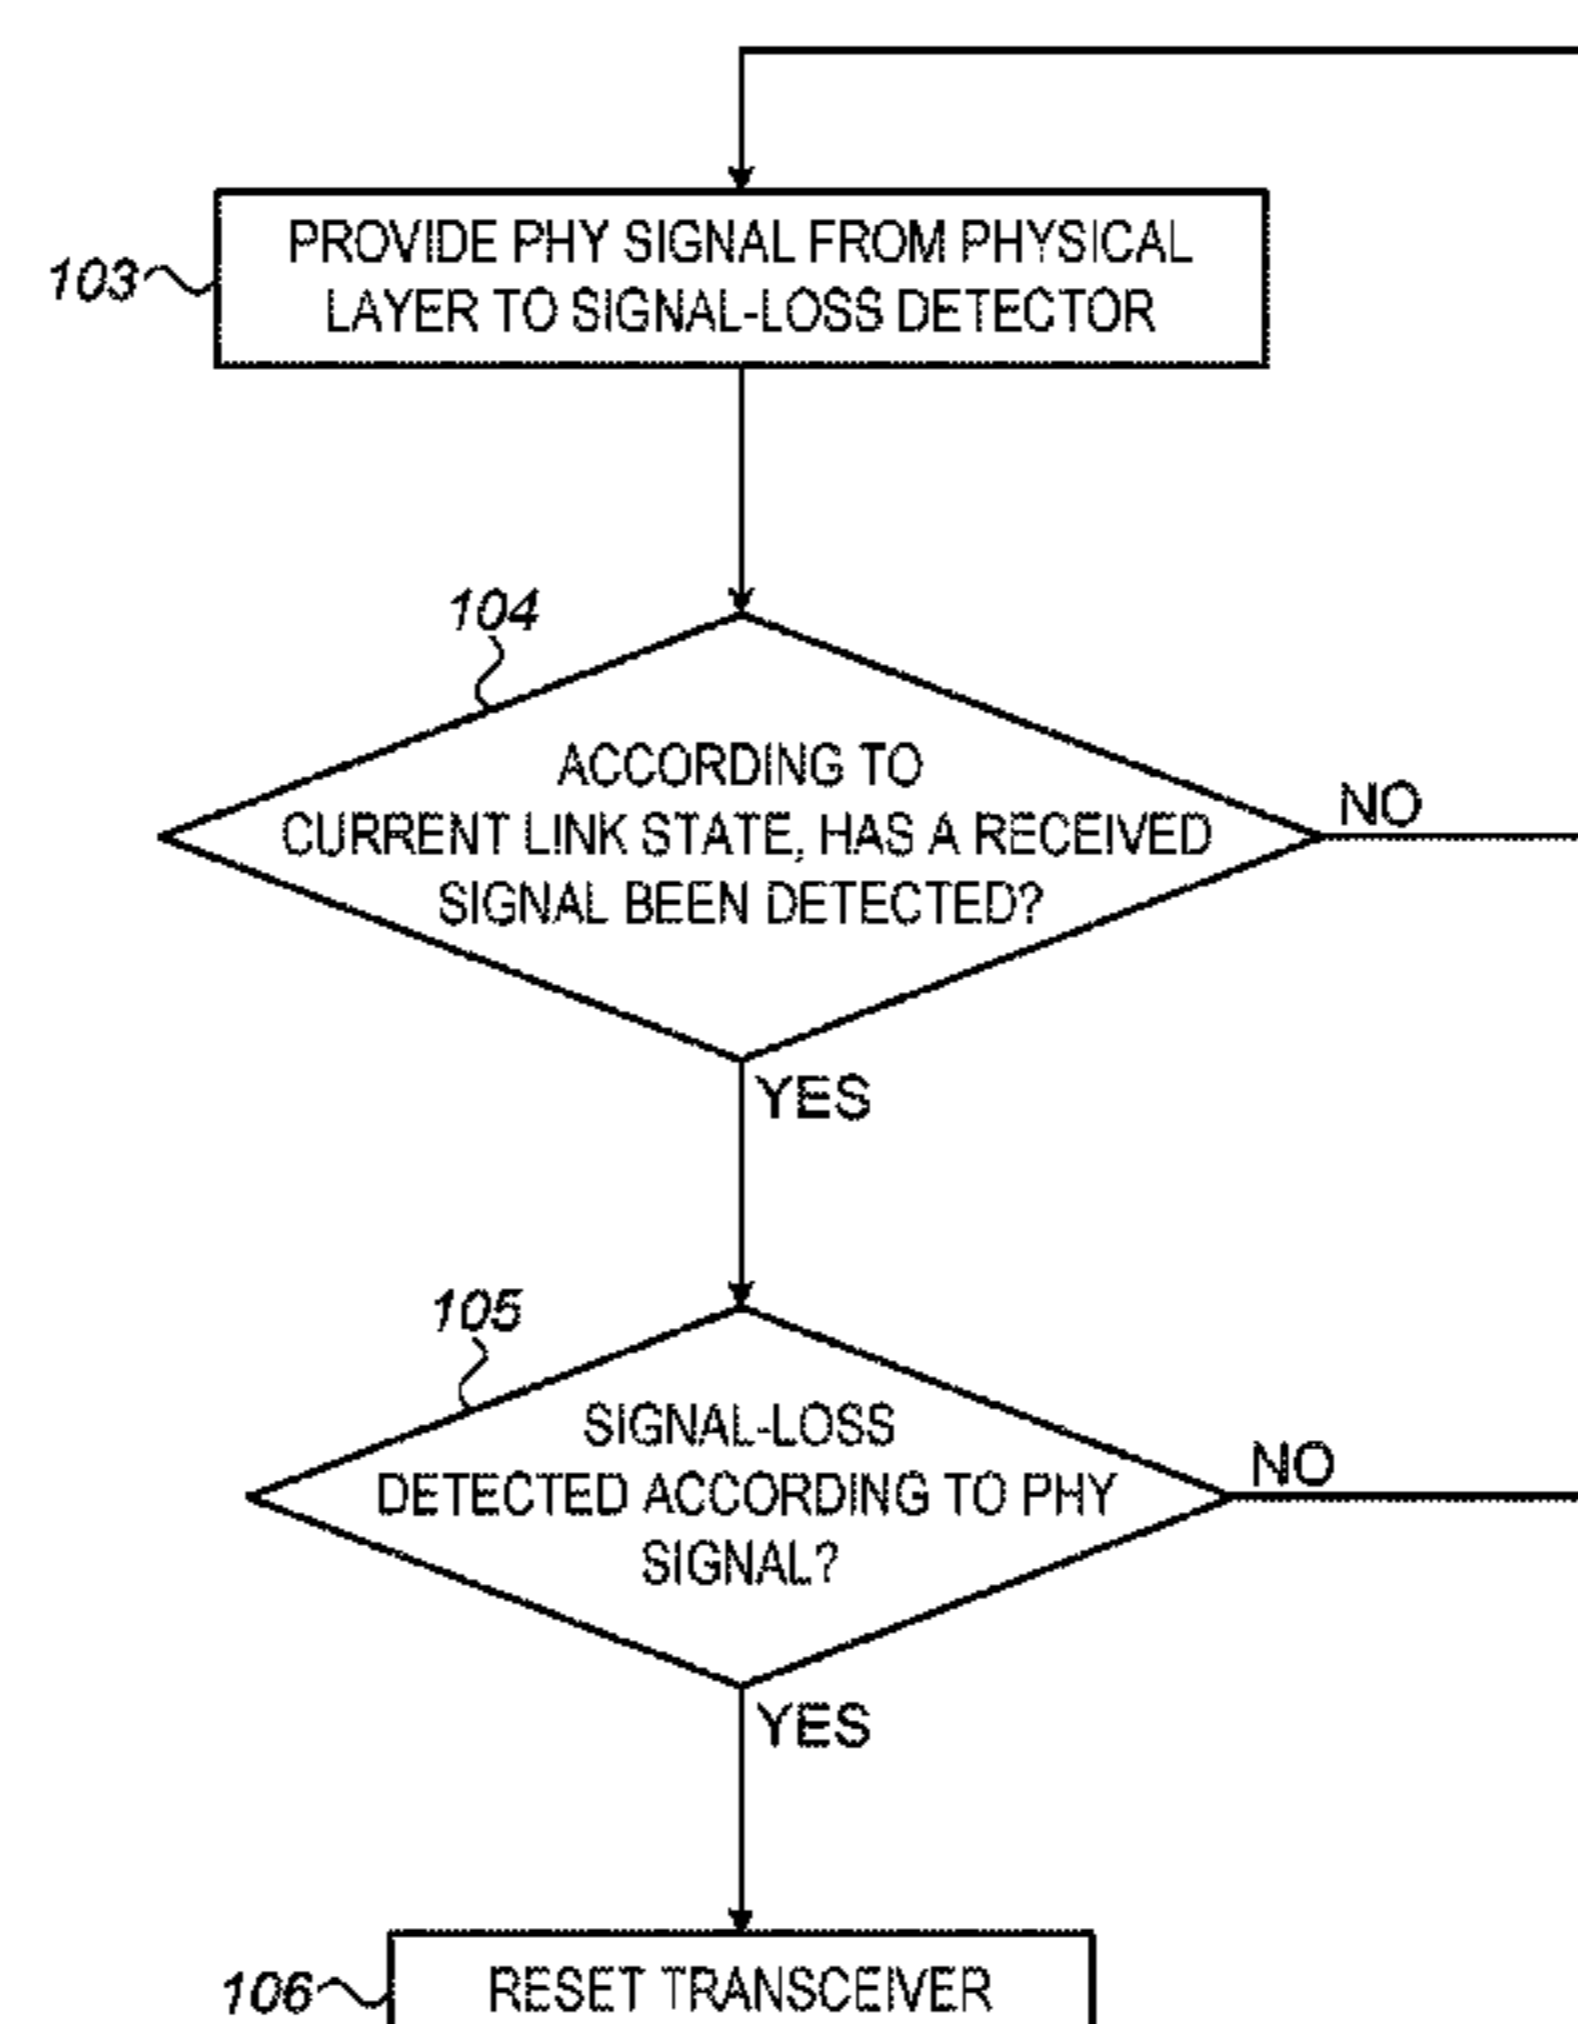 PROVIDE PHY SIGNAL FROM PHYSICAL
103
LAYER TO SIGNAL-LOSS DETECTOR
104
ACCORDING TO
NO
CURRENT LINK STATE, HAS A RECEIVED
SIGNAL BEEN DETECTED?
YES
105
SIGNAL-LOSS
NO
DETECTED ACCORDING TO PHY
SIGNAL?
YES
106
RESET TRANSCEIVER